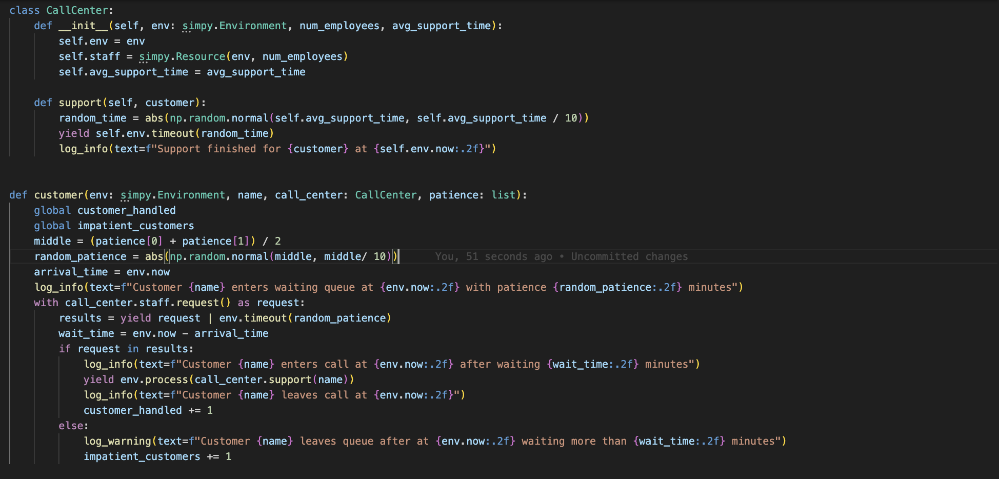 class CallCenter:
    def __init__(self, env: simpy.Environment, num_employees, avg_support_time):
        self.env = env
        self.staff = simpy.Resource(env, num_employees)
        self.avg_support_time = avg_support_time

    def support(self, customer):
        random_time = abs(np.random.normal(self.avg_support_time, self.avg_support_time / 10))
        yield self.env.timeout(random_time)
        log_info(text=f"Support finished for {customer} at {self.env.now:.2f}")


def customer(env: simpy.Environment, name, call_center: CallCenter, patience: list):
    global customer_handled
    global impatient_customers
    middle = (patience[0] + patience[1]) / 2
    random_patience = abs(np.random.normal(middle, middle/ 10))      You, 51 seconds ago • Uncommitted changes
    arrival_time = env.now
    log_info(text=f"Customer {name} enters waiting queue at {env.now:.2f} with patience {random_patience:.2f} minutes")
    with call_center.staff.request() as request:
        results = yield request | env.timeout(random_patience)
        wait_time = env.now - arrival_time
        if request in results:
            log_info(text=f"Customer {name} enters call at {env.now:.2f} after waiting {wait_time:.2f} minutes")
            yield env.process(call_center.support(name))
            log_info(text=f"Customer {name} leaves call at {env.now:.2f}")
            customer_handled += 1
        else:
            log_warning(text=f"Customer {name} leaves queue after at {env.now:.2f} waiting more than {wait_time:.2f} minutes")
            impatient_customers += 1